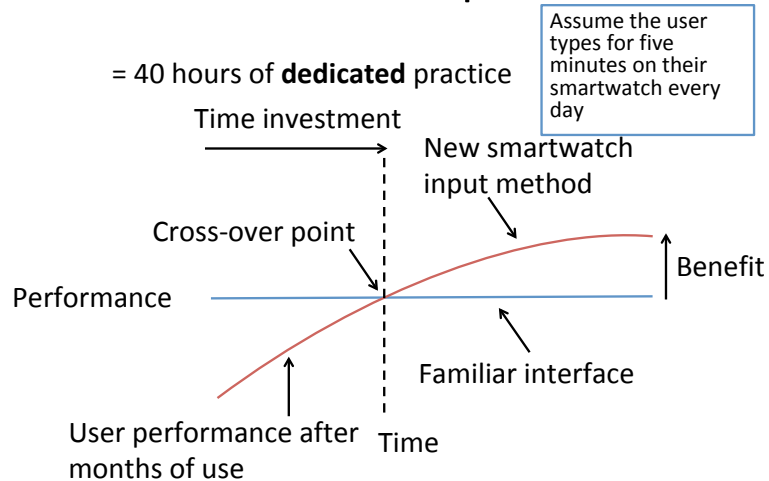 Assume the user
types for five
minutes on their
smartwatch every
day
= 40 hours of dedicated practice
Time investment
New smartwatch
input method
Cross-over point
Benefit
Performance
Familiar interface
User performance after
months of use
Time